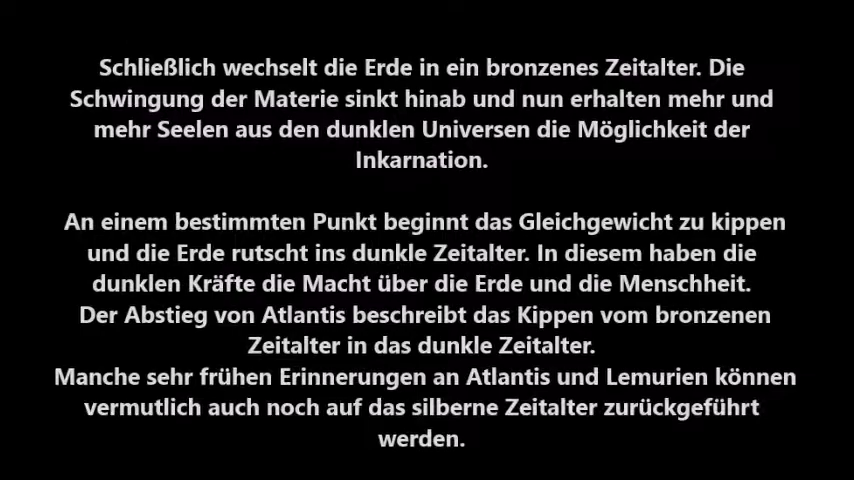 Schließlich wechselt die Erde in ein bronzenes Zeitalter. Die
Schwingung der Materie sinkt hinab und nun erhalten mehr und
mehr Seelen aus den dunklen Universen die Möglichkeit der
Inkarnation.
An einem bestimmten Punkt beginnt das Gleichgewicht zu kippen
und die Erde rutscht ins dunkle Zeitalter. In diesem haben die
dunklen Kräfte die Macht über die Erde und die Menschheit.
Der Abstieg von Atlantis beschreibt das Kippen vom bronzenen
Zeitalter in das dunkle Zeitalter.
Manche sehr frühen Erinnerungen an Atlantis und Lemurien können
vermutlich auch noch auf das silberne Zeitalter zurückgeführt
werden.